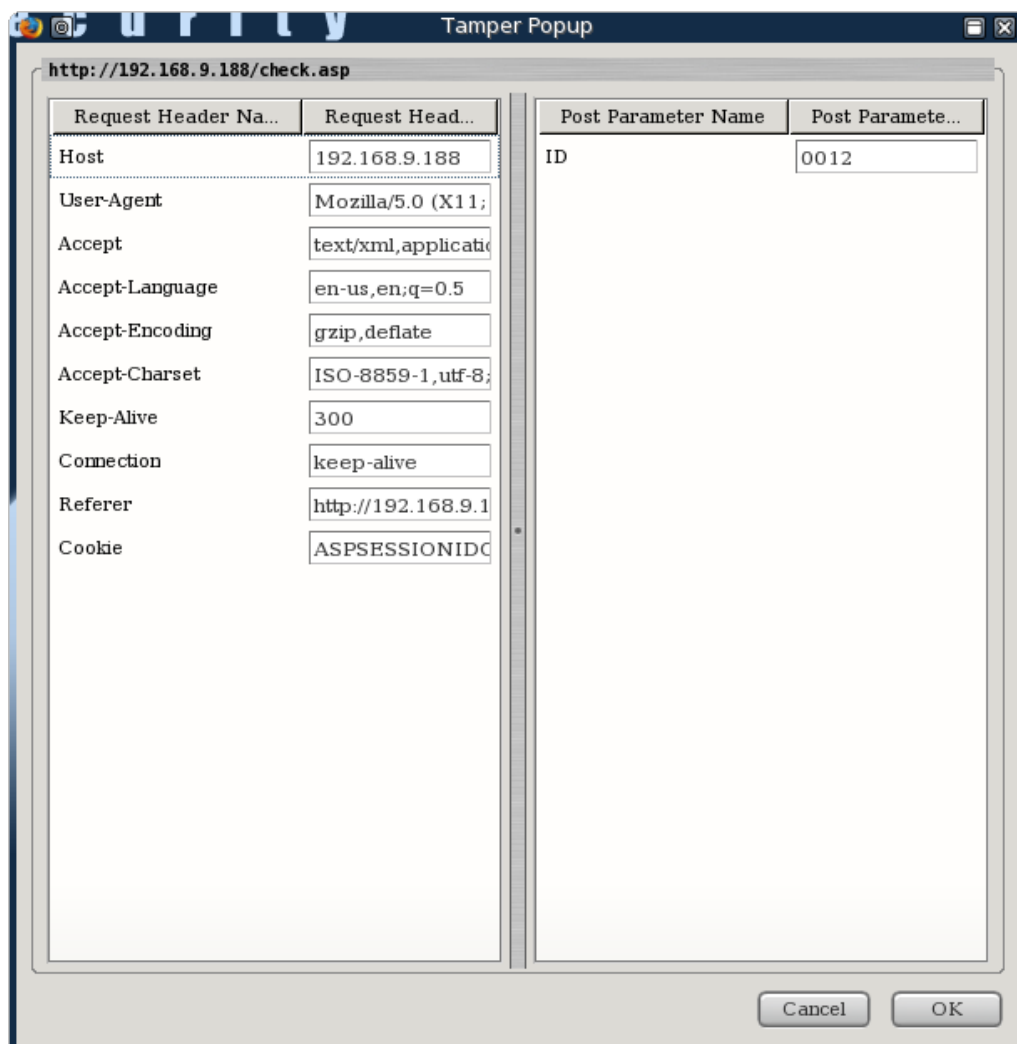 a c u r i t y
Tamper Popup
http://192.168.9.188/check.asp
Request Header Na... Request Head... Post Parameter Name Post Paramete...
Host 192.168.9.188 ID 0012
User-Agent Mozilla/5.0 (X11;
Accept text/xml,applicatio
Accept-Language en-us,en;q=0.5
Accept-Encoding gzip,deflate
Accept-Charset ISO-8859-1,utf-8;
Keep-Alive 300
Connection keep-alive
Referer http://192.168.9.1
Cookie ASPSESSIONID
Cancel OK